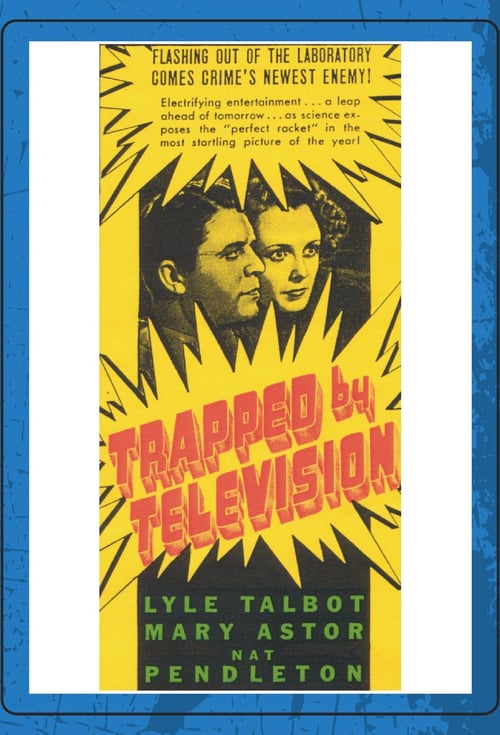 FLASHING OUT OF THE LABORATORY
COMES CRIME'S NEWEST ENEMY!
Electrifying entertainment . . . a leap
ahead of tomorrow . . . as science ex-
poses the "perfect racket" in the
most startling picture of the year!
TRAPPED by
TELEVISION
LYLE TALBOT
MARY ASTOR
NAT
PENDLETON